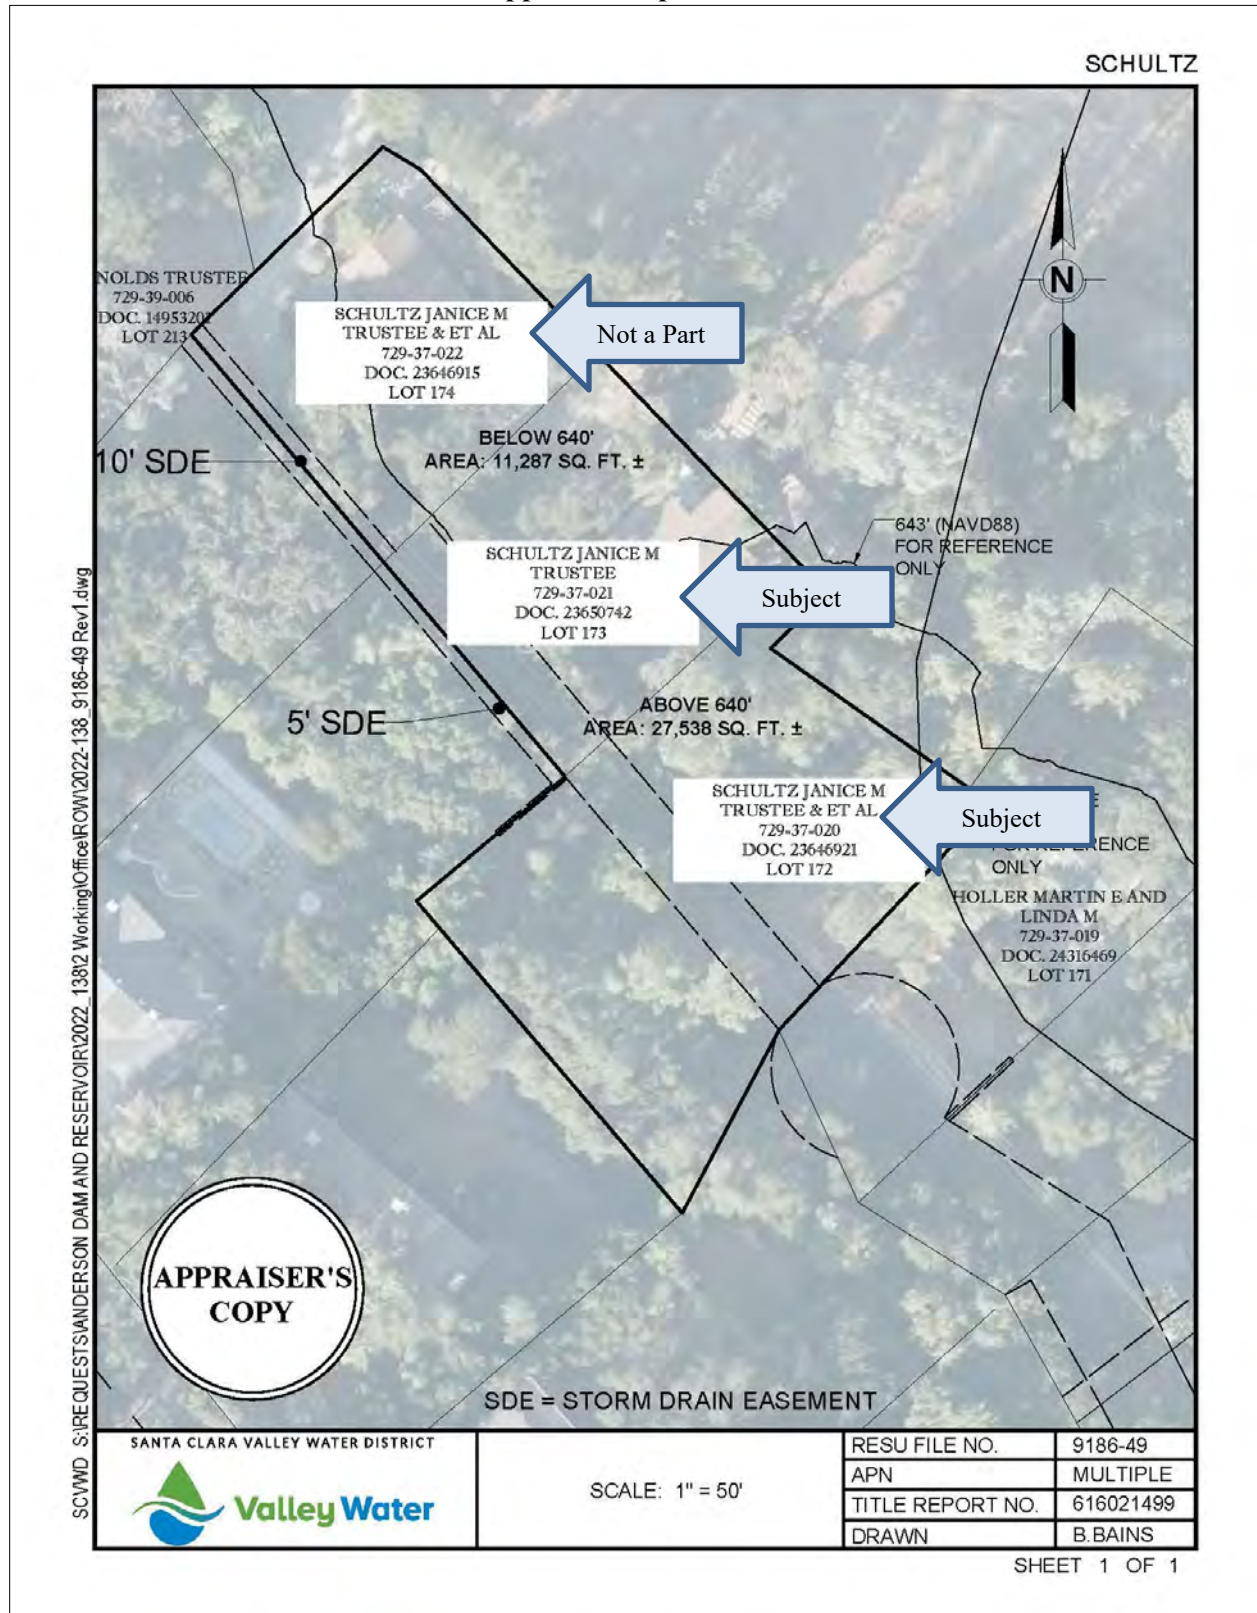 SCHULTZ
NOLDS TRUSTEE
729-39-006
DOC. 1495320
LOT 213
SCHULTZ JANICE M
TRUSTEE & ET AL
729-37-022
DOC. 23646915
LOT 174
Not a Part
N
BELOW 640'
AREA: 11,287 SQ. FT. ±
10' SDE
643' (NAVD88)
FOR REFERENCE
ONLY
SCHULTZ JANICE M
TRUSTEE
729-37-021
DOC. 23650742
LOT 173
Subject
5' SDE
ABOVE 640'
AREA: 27,538 SQ. FT. ±
SCHULTZ JANICE M
TRUSTEE & ET AL
729-37-020
DOC. 23646921
LOT 172
Subject
FOR REFERENCE
ONLY
HOLLER MARTIN E AND
LINDA M
729-37-019
DOC. 24316469
LOT 171
APPRAISER'S
COPY
SDE = STORM DRAIN EASEMENT
SCVWD S:\REQUESTS\ANDERSON DAM AND RESERVOIR\2022_138\2 Working\Office\ROW\2022-138_9186-49 Rev1.dwg
SANTA CLARA VALLEY WATER DISTRICT
Valley Water
SCALE: 1" = 50'
RESU FILE NO. 9186-49
APN MULTIPLE
TITLE REPORT NO. 616021499
DRAWN B.BAINS
SHEET 1 OF 1